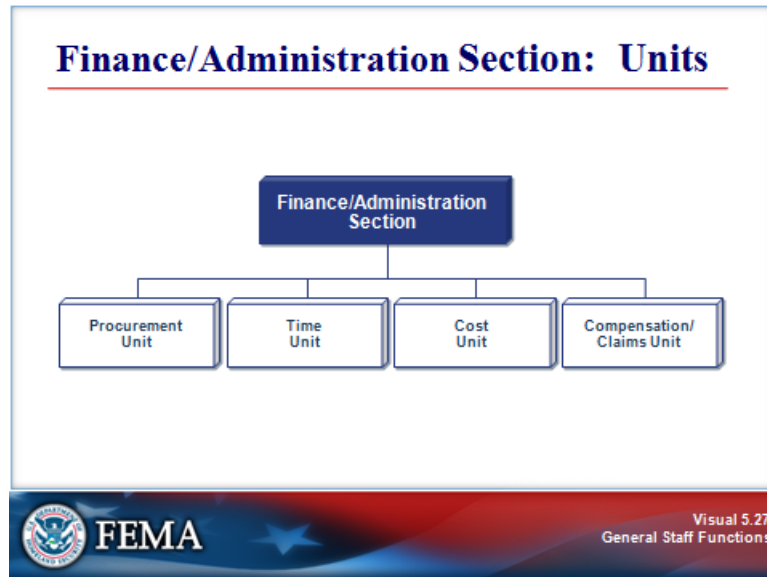 Finance/Administration Section: Units
Finance/Administration
Section
Procurement
Unit
Time
Unit
Cost
Unit
Compensation/
Claims Unit
FEMA
Visual 5.27
General Staff Functions